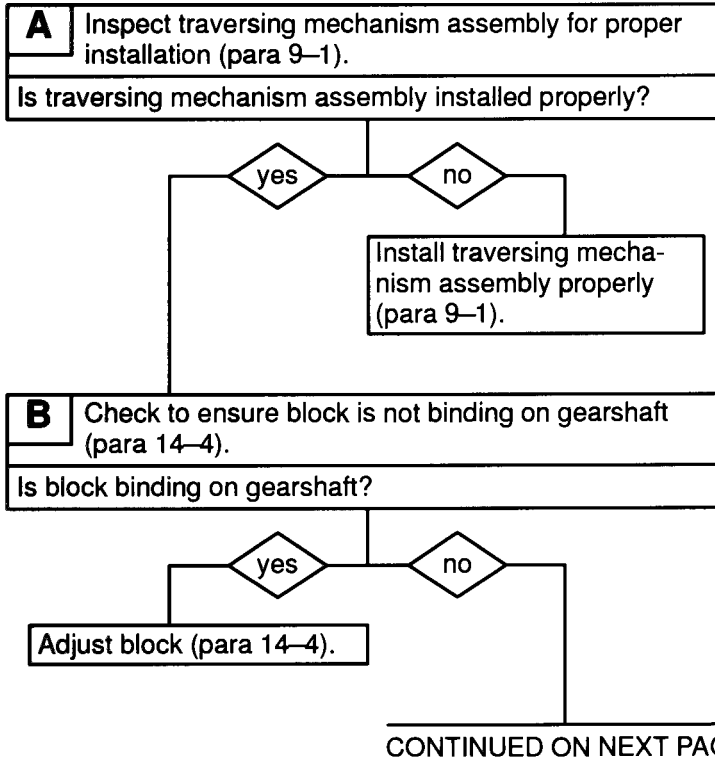 A Inspect traversing mechanism assembly for proper
installation (para 9–1).
Is traversing mechanism assembly installed properly?
yes
no
Install traversing mecha-
nism assembly properly
(para 9–1).
B Check to ensure block is not binding on gearshaft
(para 14–4).
Is block binding on gearshaft?
yes
no
Adjust block (para 14–4).
CONTINUED ON NEXT PAG